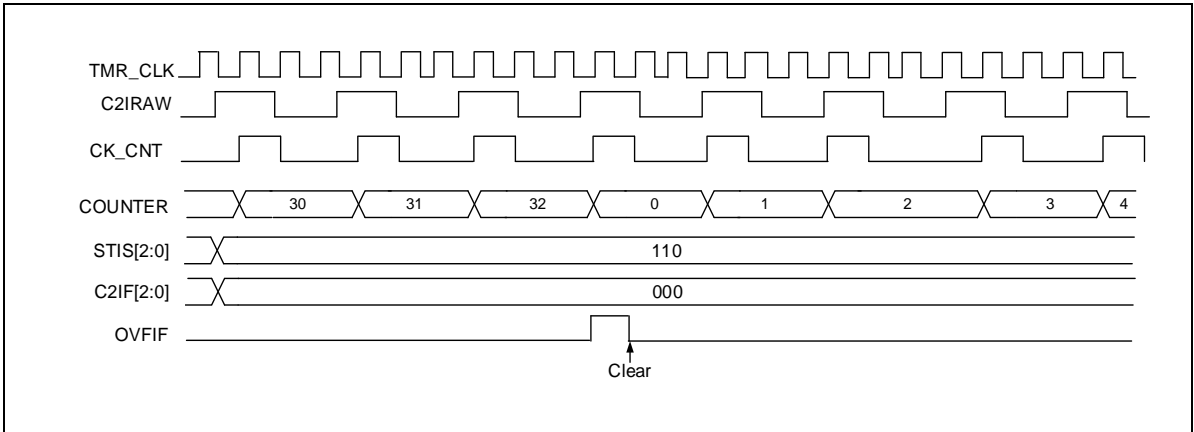 TMR_CLK
C2IRAW
CK_CNT
COUNTER 30 31 32 0 1 2 3 4
STIS[2:0] 110
C2IF[2:0] 000
OVFIF
Clear